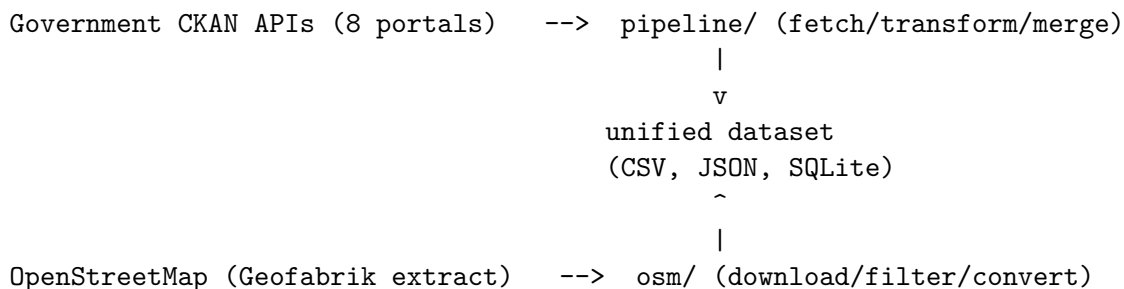 Government CKAN APIs (8 portals)   -->  pipeline/ (fetch/transform/merge)
                                              |
                                              v
                                       unified dataset
                                       (CSV, JSON, SQLite)
                                              ^
                                              |
OpenStreetMap (Geofabrik extract)   -->  osm/ (download/filter/convert)